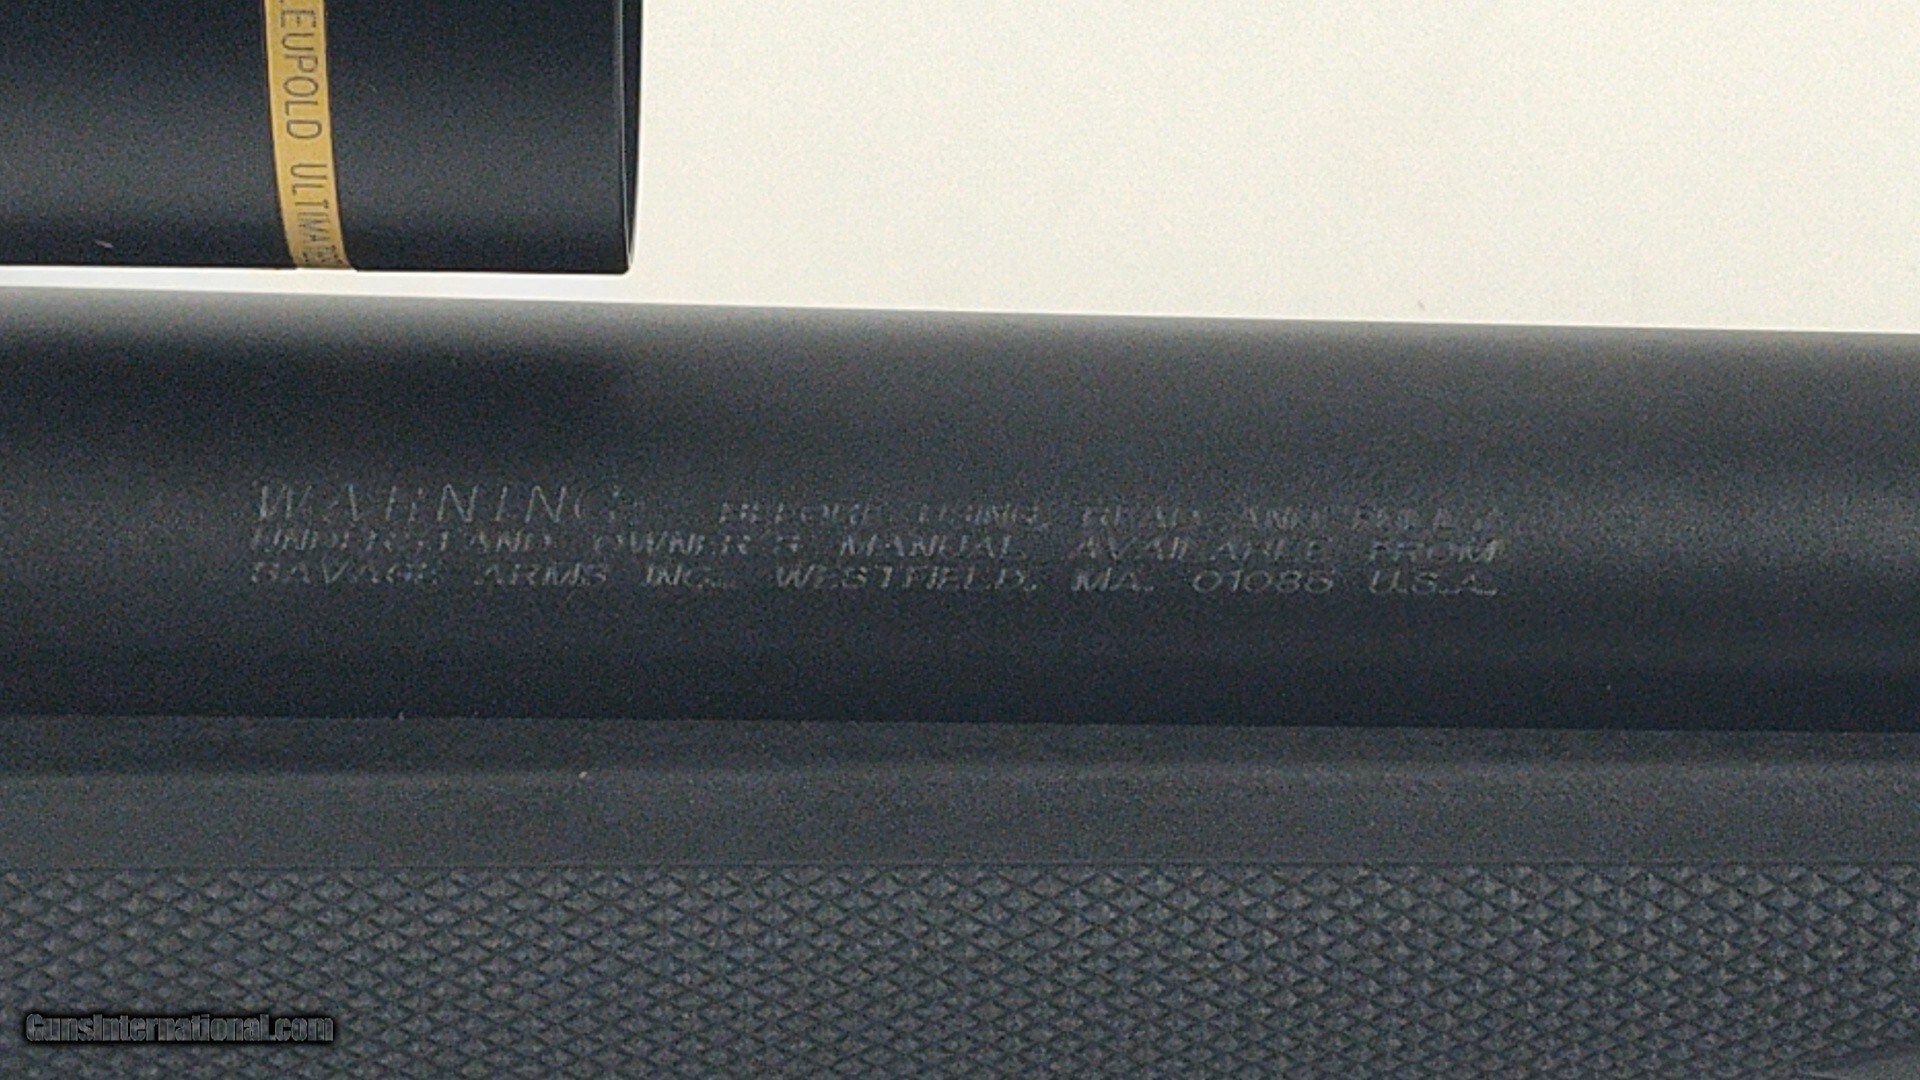 LEUPOLD ULTIMATE
WARNING BEFORE USING, READ AND FULLY
UNDERSTAND OWNER'S MANUAL AVAILABLE FROM
SAVAGE ARMS INC., WESTFIELD, MA. 01085 U.S.A.
GunsInternational.com